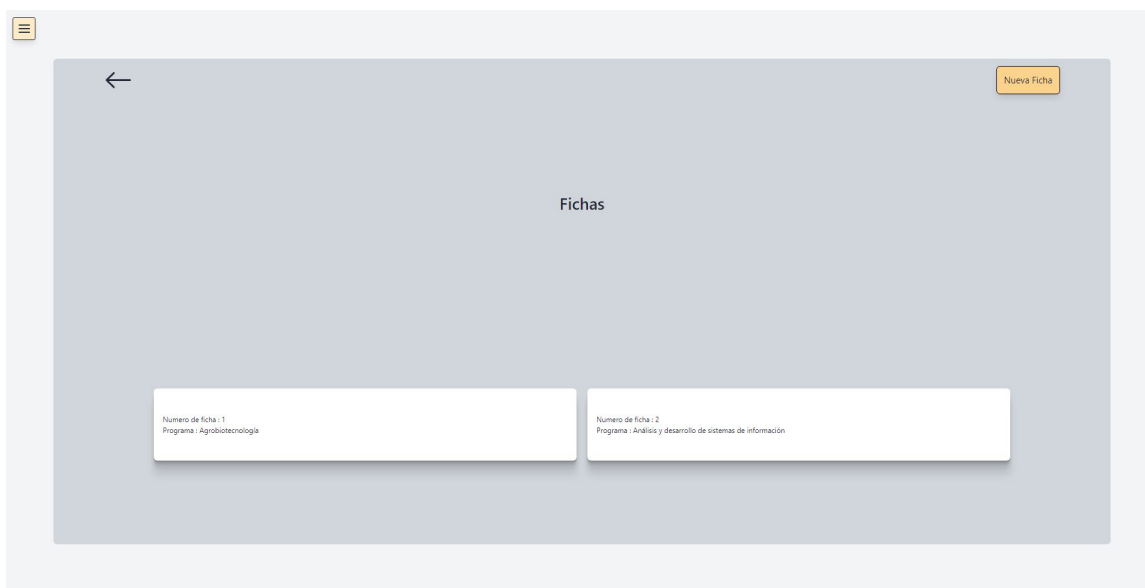 Nueva Ficha
Fichas
Numero de ficha : 1
Programa : Agrobiotecnología
Numero de ficha : 2
Programa : Análisis y desarrollo de sistemas de información